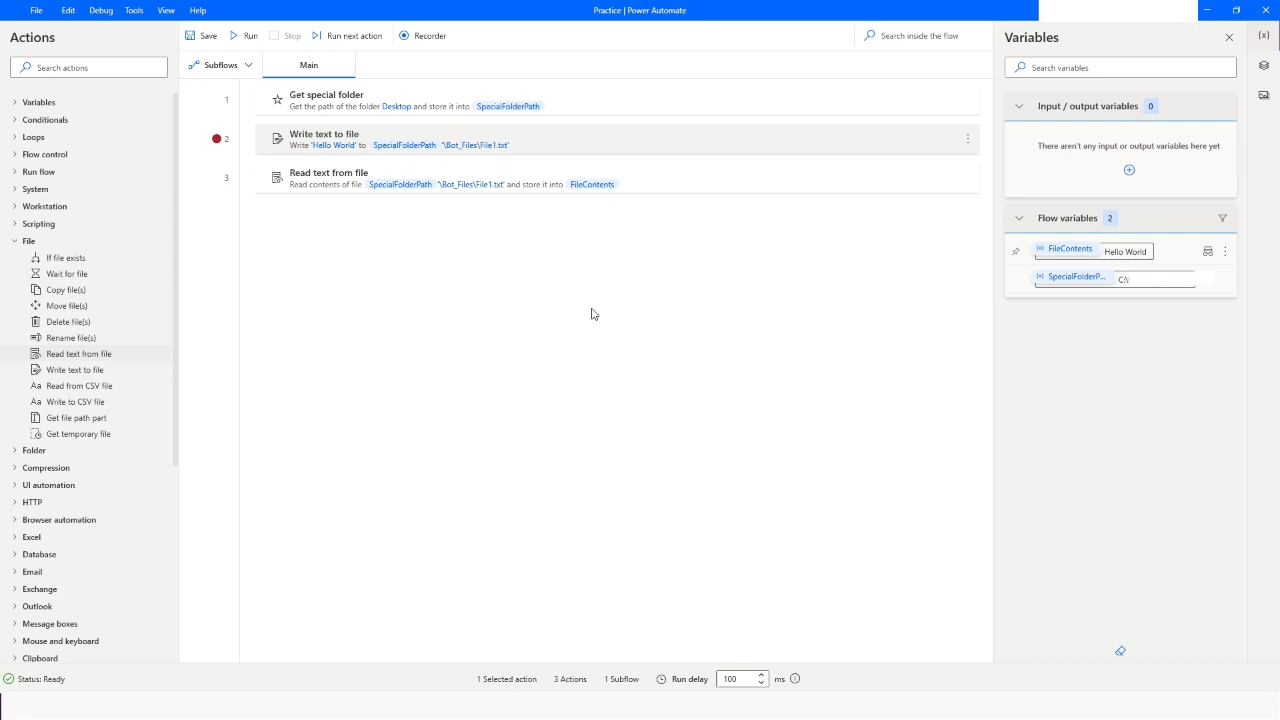 File Edit Debug Tools View Help
Practice | Power Automate
Actions
Search actions
Variables
Conditionals
Loops
Flow control
Run flow
System
Workstation
Scripting
File
If file exists
Wait for file
Copy file(s)
Move file(s)
Delete file(s)
Rename file(s)
Read text from file
Write text to file
Aa Read from CSV file
Aa Write to CSV file
Get file path part
Get temporary file
Folder
Compression
UI automation
HTTP
Browser automation
Excel
Database
Email
Exchange
Outlook
Message boxes
Mouse and keyboard
Clipboard
Save Run Stop Run next action Recorder
Search inside the flow
Subflows Main
1 Get special folder
Get the path of the folder Desktop and store it into SpecialFolderPath
2 Write text to file
Write 'Hello World' to SpecialFolderPath '\Bot_Files\File1.txt'
3 Read text from file
Read contents of file SpecialFolderPath '\Bot_Files\File1.txt' and store it into FileContents
Variables
{x}
Search variables
Input / output variables 0
There aren't any input or output variables here yet
Flow variables 2
{x} FileContents Hello World
{x} SpecialFolderP... C:\
Status: Ready 1 Selected action 3 Actions 1 Subflow Run delay 100 ms